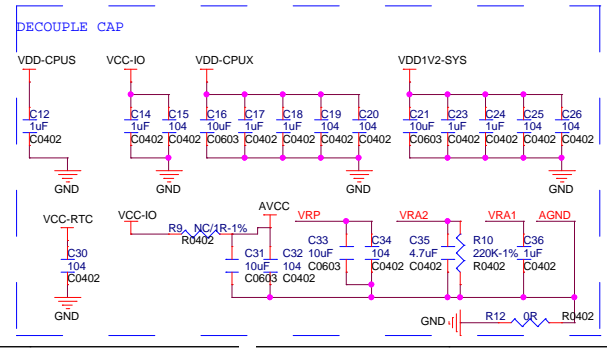 DECOUPLE CAP
VDD-CPUS VCC-IO VDD-CPUX VDD1V2-SYS
C12 C14 C15 C16 C17 C18 C19 C20 C21 C23 C24 C25 C26
1uF 1uF 104 10uF 1uF 1uF 104 104 10uF 1uF 1uF 104 104
C0402 C0402 C0402 C0603 C0402 C0402 C0402 C0402 C0603 C0402 C0402 C0402 C0402
GND GND GND GND
VCC-RTC VCC-IO AVCC VRP VRA2 VRA1 AGND
R9 NC/1R-1%
R0402
C30 C31 C32 C33 C34 C35 R10 C36
104 10uF 104 10uF 104 4.7uF 220K-1% 1uF
C0402 C0603 C0402 C0603 C0402 C0402 R0402 C0402
GND GND R12 0R R0402